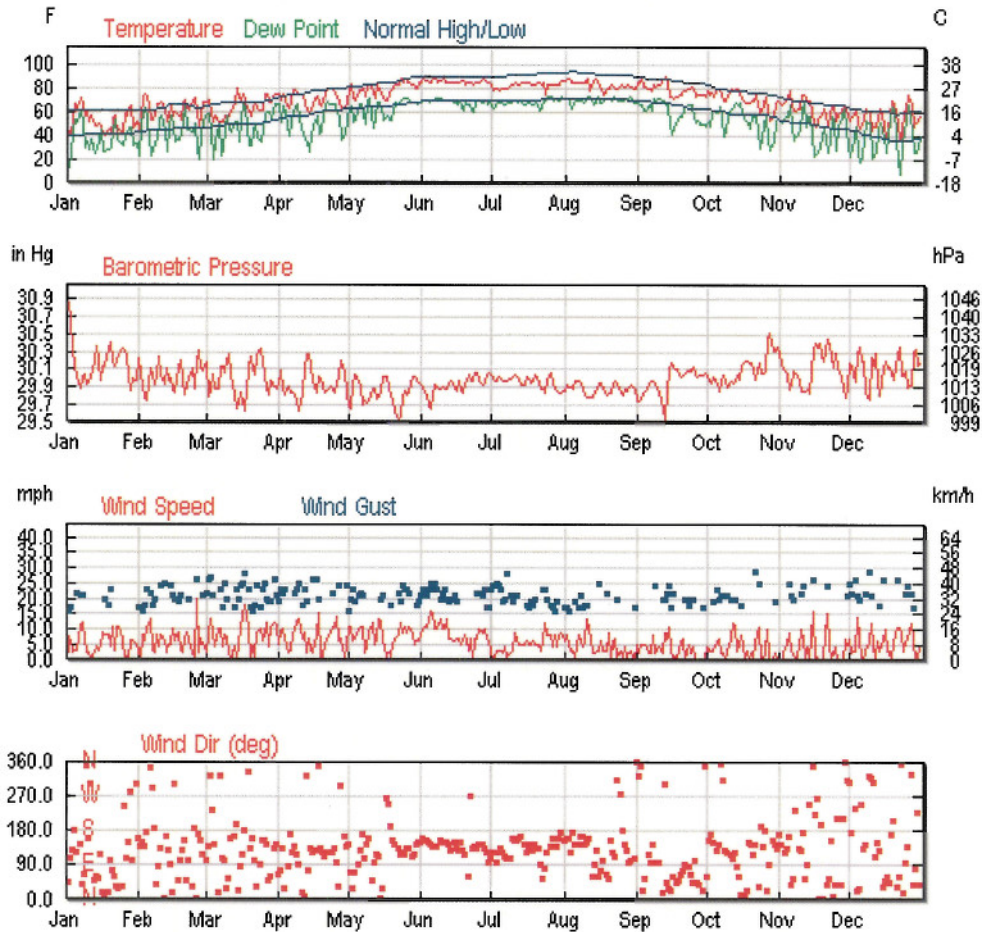 F Temperature Dew Point Normal High/Low C
100 38
80 27
60 16
40 4
20 -7
0 -18
Jan Feb Mar Apr May Jun Jul Aug Sep Oct Nov Dec
in Hg Barometric Pressure hPa
30.9 1046
30.7 1040
30.5 1033
30.3 1026
30.1 1019
29.9 1013
29.7 1006
29.5 999
Jan Feb Mar Apr May Jun Jul Aug Sep Oct Nov Dec
mph Wind Speed Wind Gust km/h
40.0 64
35.0 56
30.0 48
25.0 40
20.0 32
15.0 24
10.0 16
5.0 8
0.0 0
Jan Feb Mar Apr May Jun Jul Aug Sep Oct Nov Dec
Wind Dir (deg)
360.0 N
270.0 W
180.0 S
90.0 E
0.0 N
Jan Feb Mar Apr May Jun Jul Aug Sep Oct Nov Dec